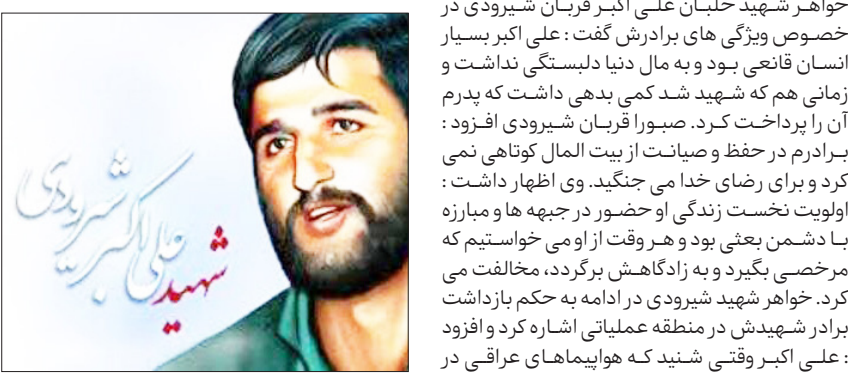 خواهر شهید خلبان علی اکبر قربان شیرودی در
خصوص ویژگی های برادرش گفت : علی اکبر بسیار
انسان قانعی بود و به مال دنیا دلبستگی نداشت و
زمانی هم که شهید شد کمی بدهی داشت که پدرم
آن را پرداخت کرد. صبورا قربان شیرودی افزود :
برادرم در حفظ و صیانت از بیت المال کوتاهی نمی
کرد و برای رضای خدا می جنگید. وی اظهار داشت :
اولویت نخست زندگی او حضور در جبهه ها و مبارزه
با دشمن بعثی بود و هر وقت از او می خواستیم که
مرخصی بگیرد و به زادگاهش برگردد، مخالفت می
کرد. خواهر شهید شیرودی در ادامه به حکم بازداشت
برادر شهیدش در منطقه عملیاتی اشاره کرد و افزود
: علی اکبر وقتی شنید که هواپیماهای عراقی در
شهید
علی اکبر شیرودی